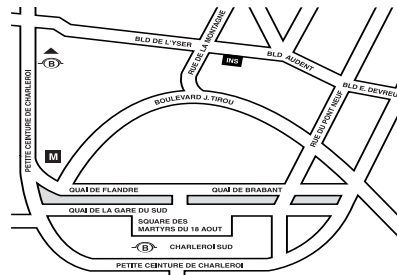 BLD DE L'YSER
RUE DE LA MONTAGNE
BLD AUDENT
INS
BLD E. DEVREU
PETITE CEINTURE DE CHARLEROI
B
BOULEVARD J. TIROU
RUE DU PONT NEUF
M
QUAI DE FLANDRE
QUAI DE BRABANT
QUAI DE LA GARE DU SUD
SQUARE DES
MARTYRS DU 18 AOUT
B
CHARLEROI SUD
PETITE CEINTURE DE CHARLEROI